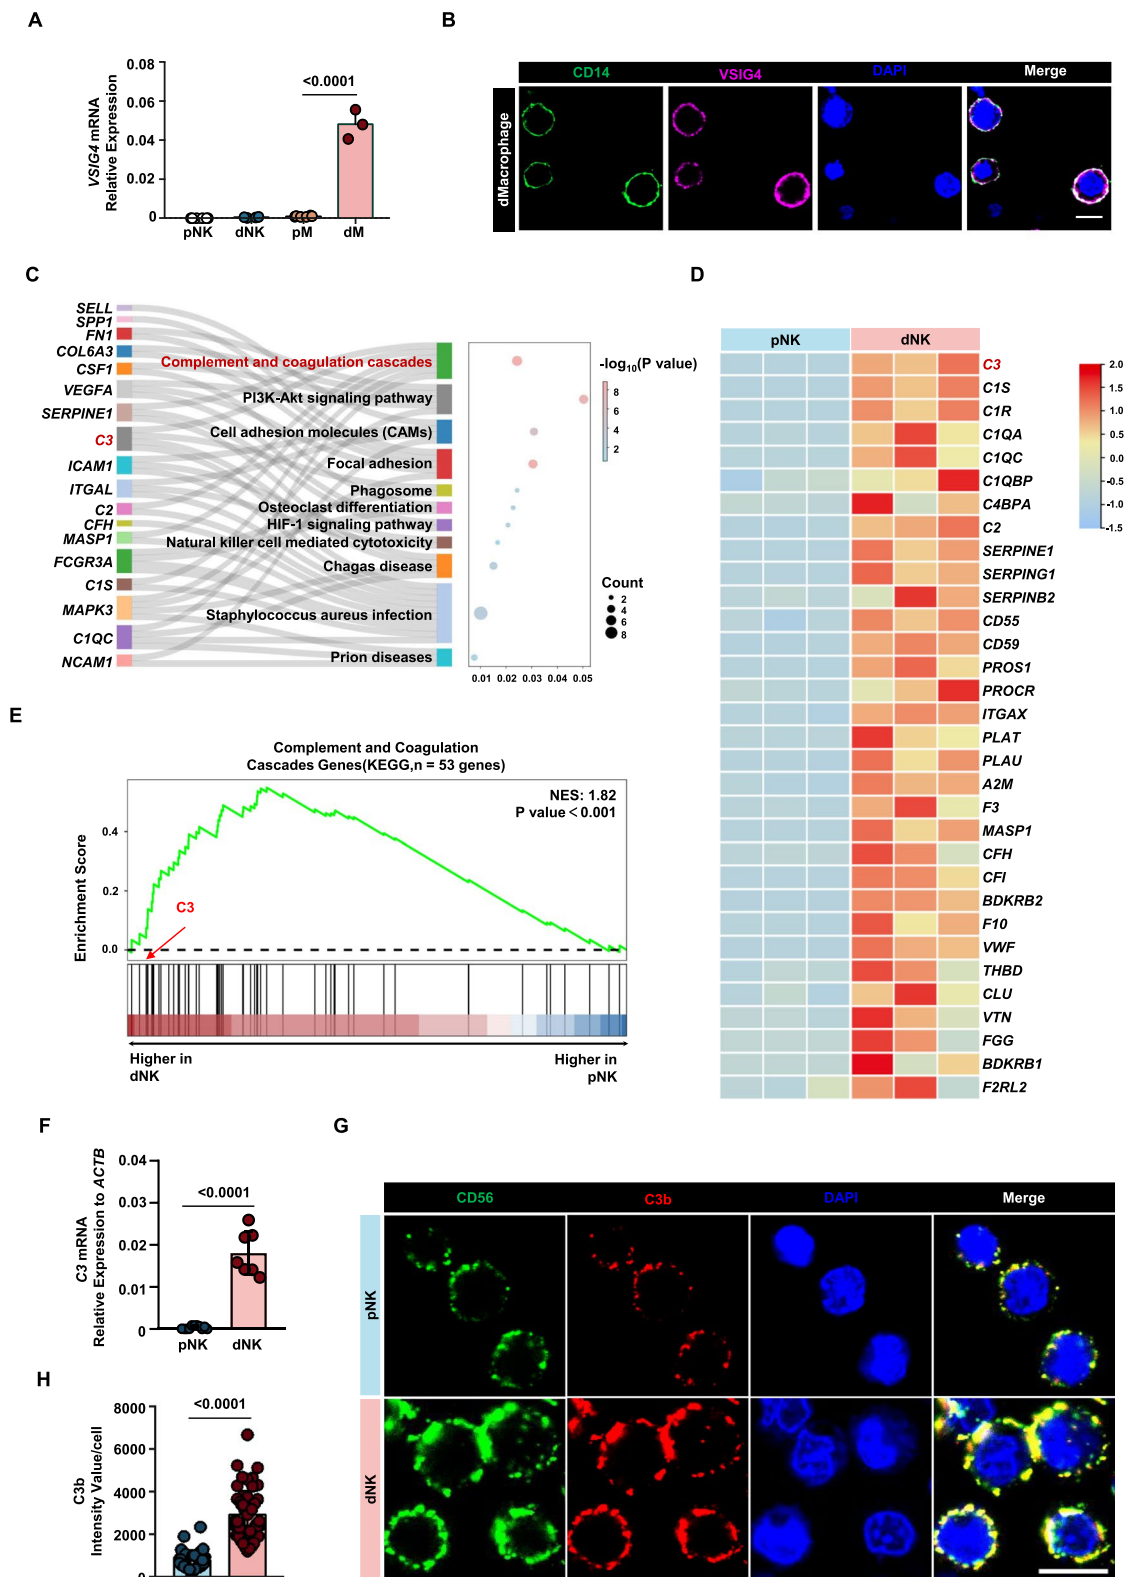 A
VSIG4 mRNA
Relative Expression
0.08
0.06
0.04
0.02
0
<0.0001
pNK
dNK
pM
dM
B
CD14
VSIG4
DAPI
Merge
dMacrophage
C
SELL
SPP1
FN1
COL6A3
CSF1
VEGFA
SERPINE1
C3
ICAM1
ITGAL
C2
CFH
MASP1
FCGR3A
C1S
MAPK3
C1QC
NCAM1
Complement and coagulation cascades
PI3K-Akt signaling pathway
Cell adhesion molecules (CAMs)
Focal adhesion
Phagosome
Osteoclast differentiation
HIF-1 signaling pathway
Natural killer cell mediated cytotoxicity
Chagas disease
Staphylococcus aureus infection
Prion diseases
0.01
0.02
0.03
0.04
0.05
-log10(P value)
8
6
4
2
Count
2
4
6
8
D
pNK
dNK
C3
C1S
C1R
C1QA
C1QC
C1QBP
C4BPA
C2
SERPINE1
SERPING1
SERPINB2
CD55
CD59
PROS1
PROCR
ITGAX
PLAT
PLAU
A2M
F3
MASP1
CFH
CFI
BDKRB2
F10
VWF
THBD
CLU
VTN
FGG
BDKRB1
F2RL2
2.0
1.5
1.0
0.5
0.0
-0.5
-1.0
-1.5
E
Complement and Coagulation
Cascades Genes(KEGG,n = 53 genes)
NES: 1.82
P value<0.001
Enrichment Score
0.4
0.2
0.0
C3
Higher in
dNK
Higher in
pNK
F
C3 mRNA
Relative Expression to ACTB
0.04
0.03
0.02
0.01
0
<0.0001
pNK
dNK
G
CD56
C3b
DAPI
Merge
pNK
dNK
H
C3b
Intensity Value/cell
8000
6000
4000
2000
0
<0.0001